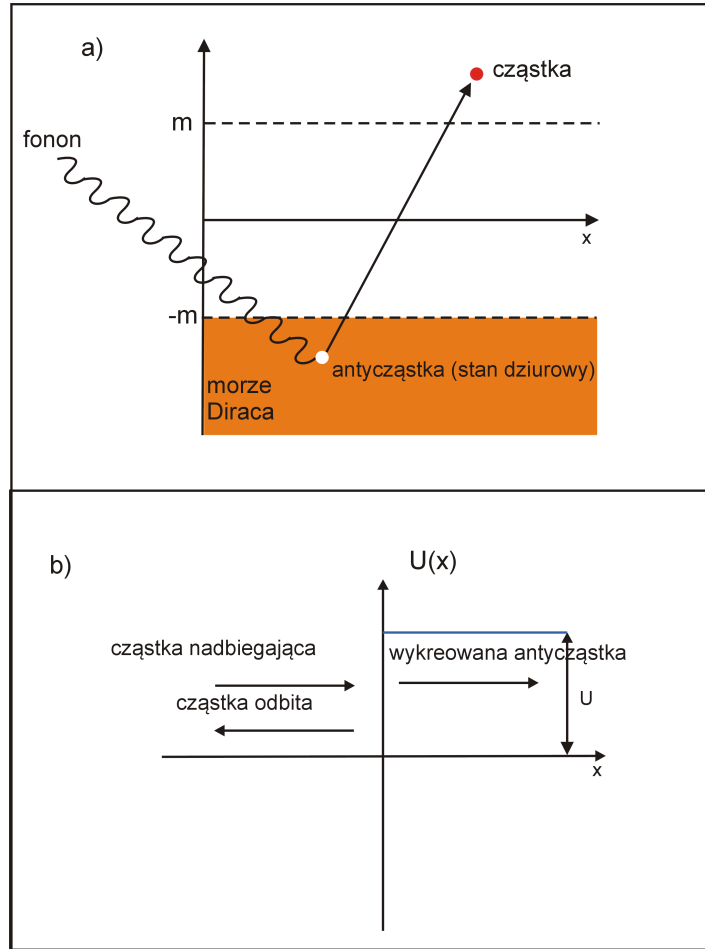 a)
cząstka
m
fonon
x
-m
antycząstka (stan dziurowy)
morze
Diraca
b)
U(x)
cząstka nadbiegająca
wykreowana antycząstka
cząstka odbita
U
x